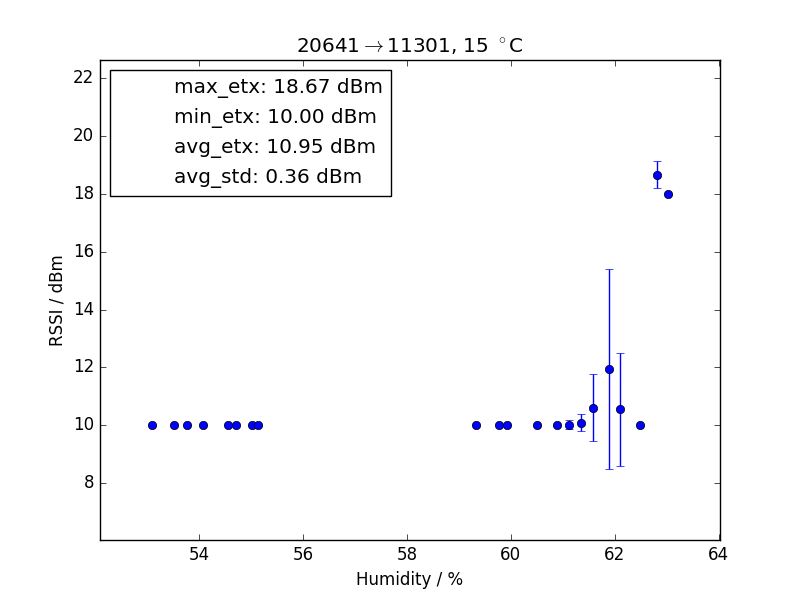 20641→11301, 15 °C
max_etx: 18.67 dBm
min_etx: 10.00 dBm
avg_etx: 10.95 dBm
avg_std: 0.36 dBm
22
20
18
16
14
12
10
8
RSSI / dBm
54 56 58 60 62 64
Humidity / %